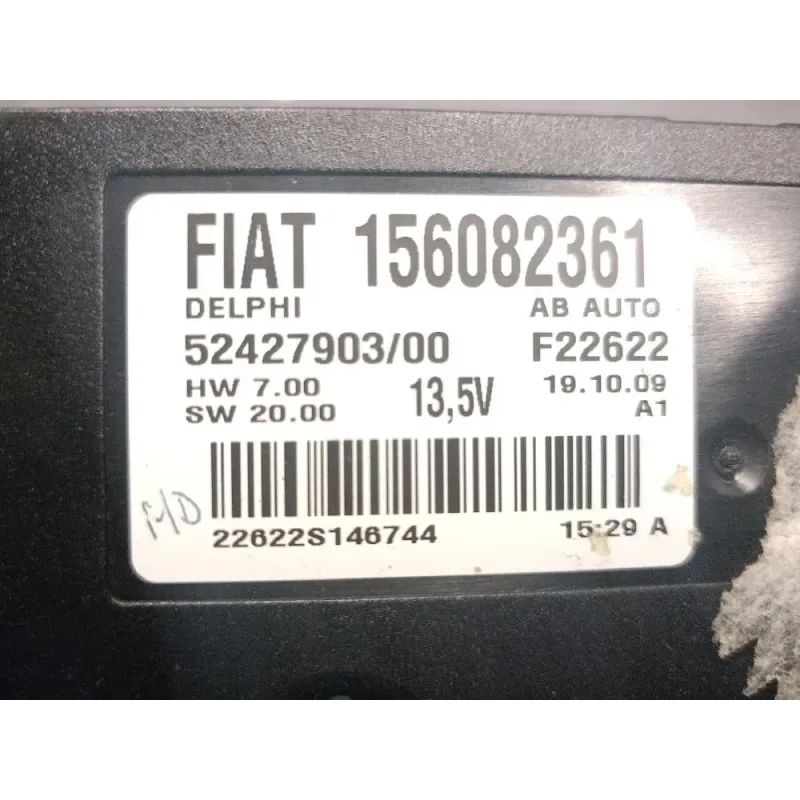 FIAT 156082361
DELPHI AB AUTO
52427903/00 F22622
HW 7.00 13,5V 19.10.09
SW 20.00 A1
22622S146744 15:29 A